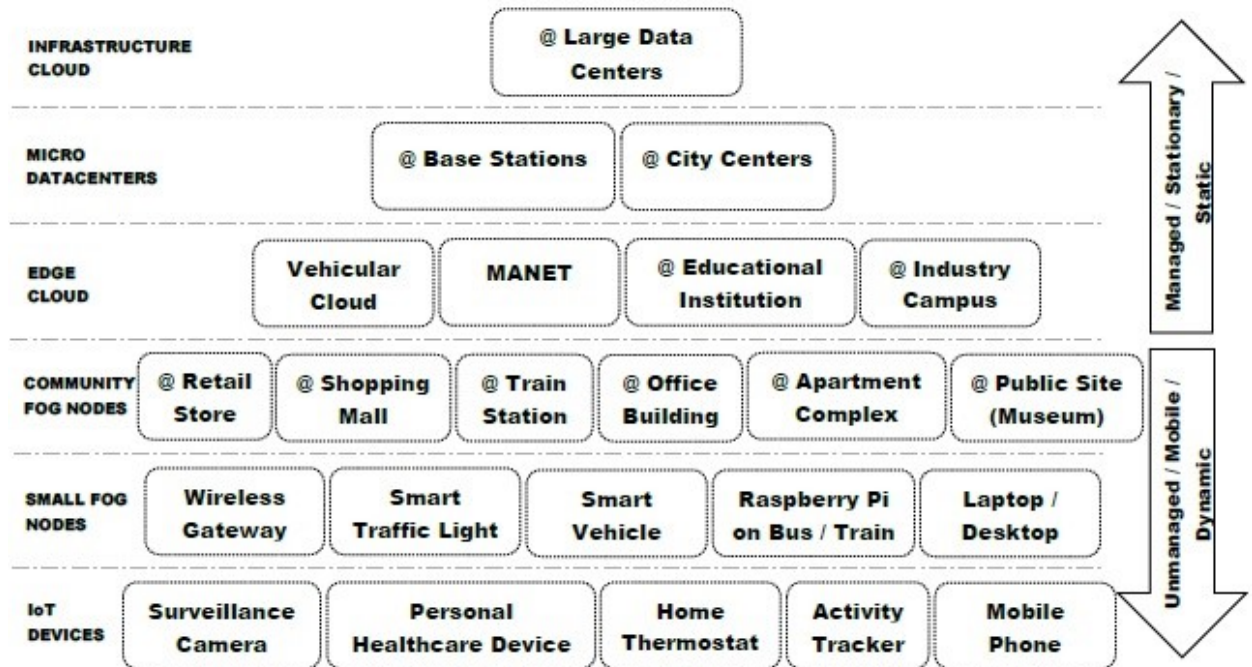 INFRASTRUCTURE
CLOUD
@ Large Data
Centers
MICRO
DATACENTERS
@ Base Stations
@ City Centers
EDGE
CLOUD
Vehicular
Cloud
MANET
@ Educational
Institution
@ Industry
Campus
Managed / Stationary /
Static
COMMUNITY
FOG NODES
@ Retail
Store
@ Shopping
Mall
@ Train
Station
@ Office
Building
@ Apartment
Complex
@ Public Site
(Museum)
SMALL FOG
NODES
Wireless
Gateway
Smart
Traffic Light
Smart
Vehicle
Raspberry Pi
on Bus / Train
Laptop /
Desktop
IoT
DEVICES
Surveillance
Camera
Personal
Healthcare Device
Home
Thermostat
Activity
Tracker
Mobile
Phone
Unmanaged / Mobile /
Dynamic